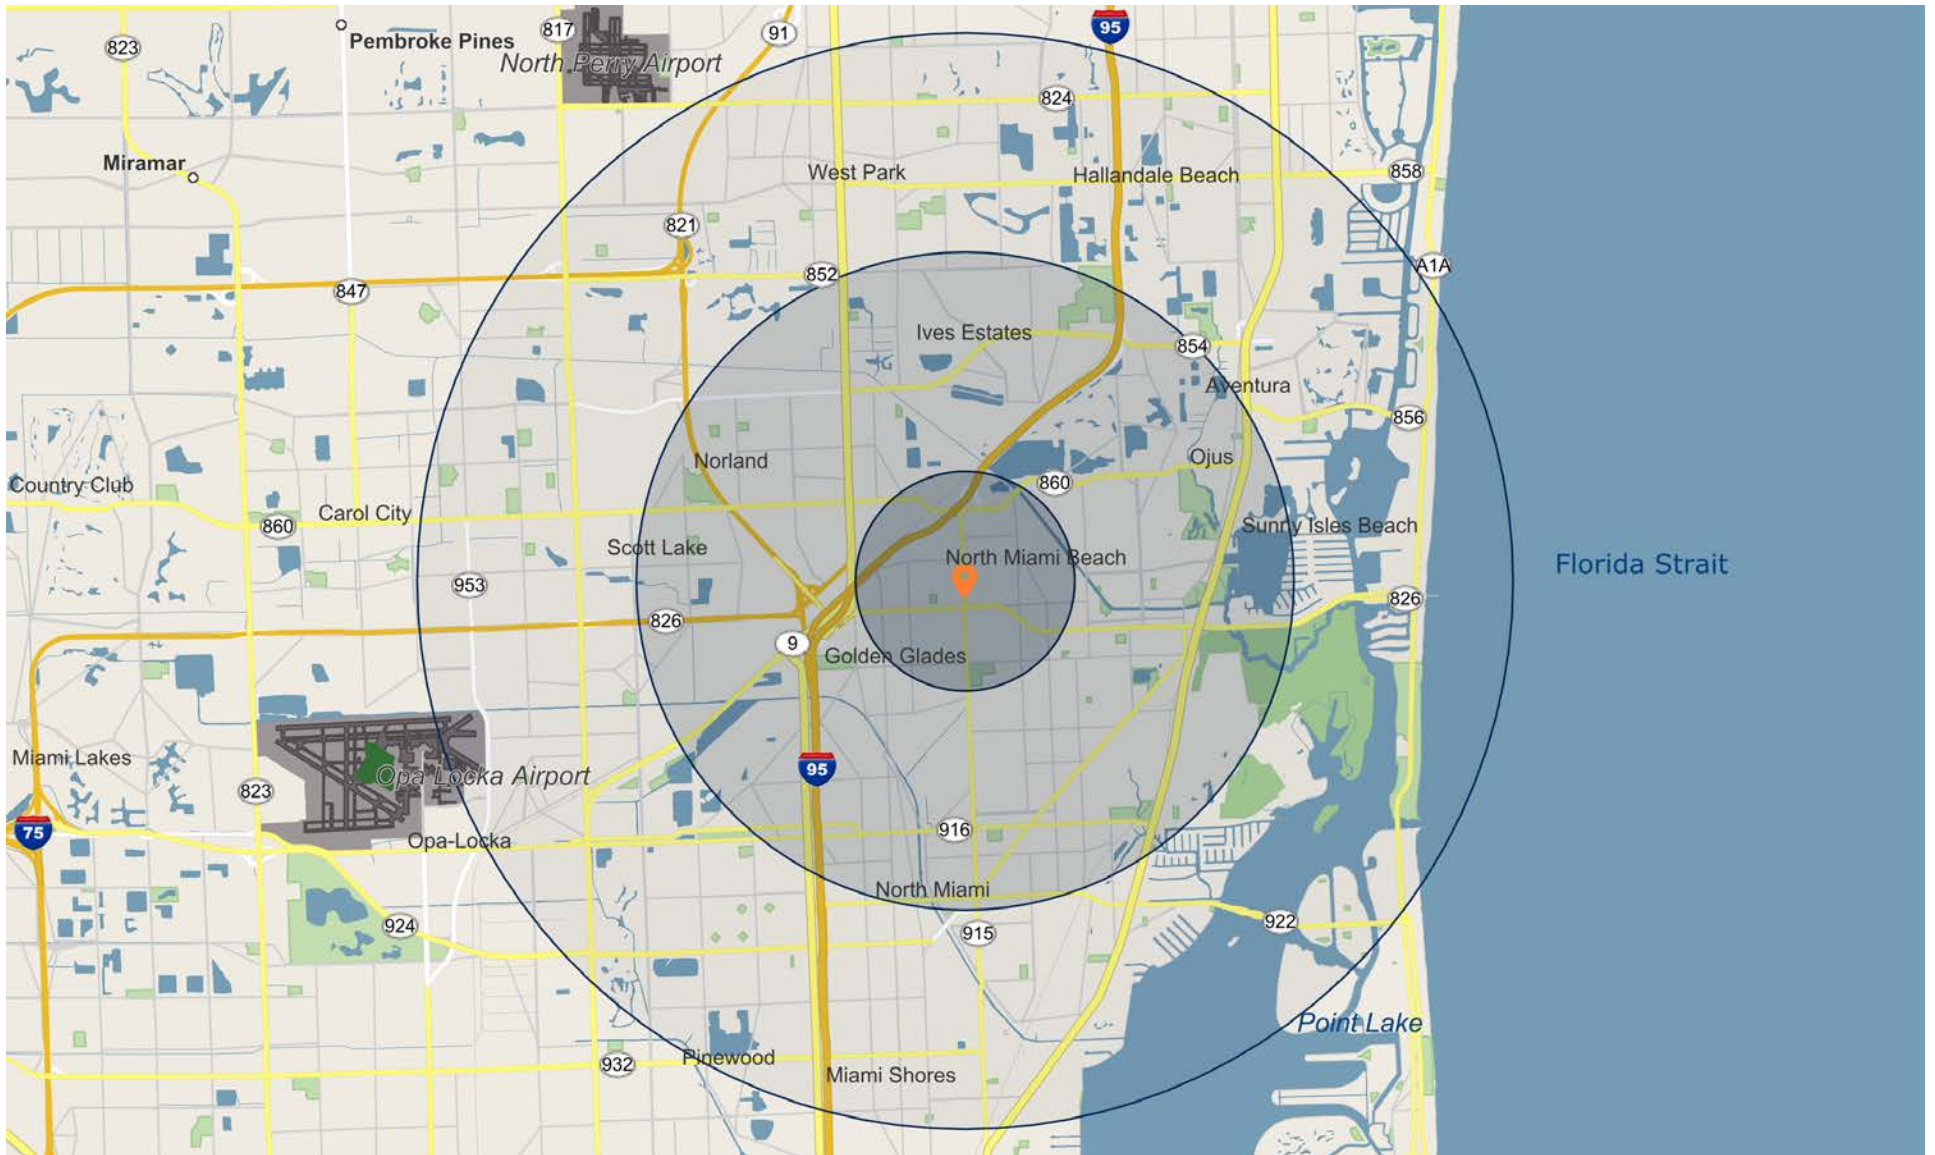 95
91
817
Pembroke Pines
823
North Perry Airport
824
Miramar
West Park
Hallandale Beach
858
821
A1A
852
847
Ives Estates
854
Aventura
856
Norland
Ojus
Country Club
860
Carol City
860
Sunny Isles Beach
Scott Lake
North Miami Beach
Florida Strait
953
826
826
9
Golden Glades
Miami Lakes
95
Opa Locka Airport
823
75
916
Opa-Locka
North Miami
922
924
915
Point Lake
Pinewood
932
Miami Shores